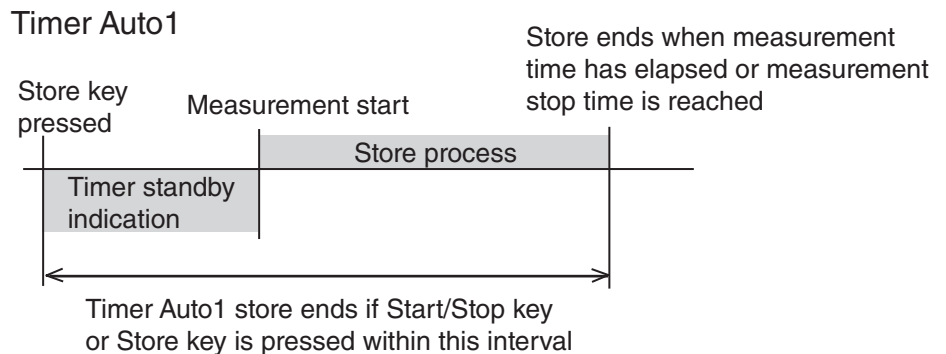 Timer Auto1
Store ends when measurement
time has elapsed or measurement
stop time is reached
Store key
pressed
Measurement start
Store process
Timer standby
indication
Timer Auto1 store ends if Start/Stop key
or Store key is pressed within this interval